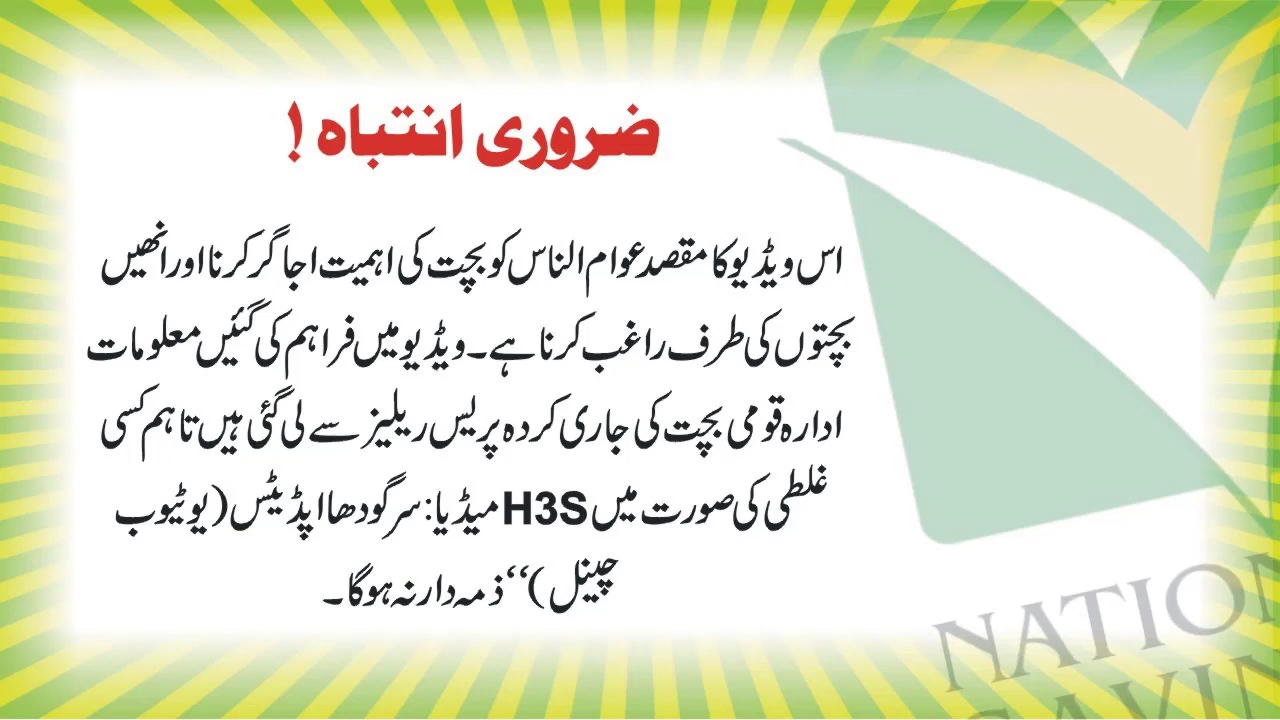 ضروری انتباہ !
اس ویڈیو کا مقصد عوام الناس کو بچت کی اہمیت اجاگر کرنا اور انھیں
بچتوں کی طرف راغب کرنا ہے۔ ویڈیو میں فراہم کی گئیں معلومات
ادارہ قومی بچت کی جاری کردہ پریس ریلیز سے لی گئی ہیں تاہم کسی
غلطی کی صورت میں H3S میڈیا: سرگودھا اپڈیٹس (یوٹیوب
چینل)‘‘ ذمہ دار نہ ہوگا۔
NATION
SAVIN